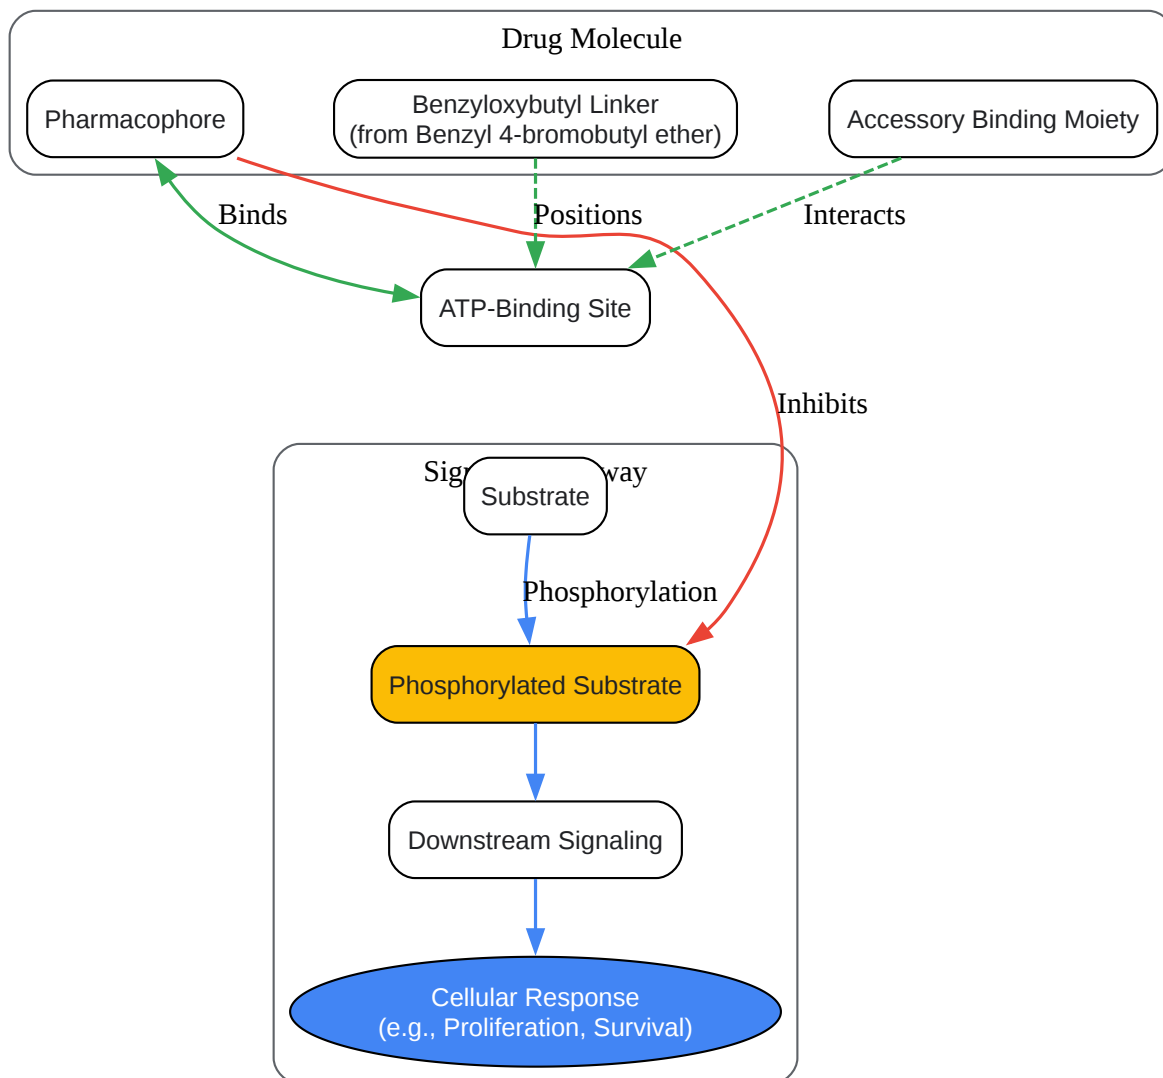 Drug Molecule
Pharmacophore
Benzyloxybutyl Linker
(from Benzyl 4-bromobutyl ether)
Accessory Binding Moiety
Binds
Positions
Interacts
ATP-Binding Site
Inhibits
Substrate
Phosphorylation
Phosphorylated Substrate
Downstream Signaling
Cellular Response
(e.g., Proliferation, Survival)